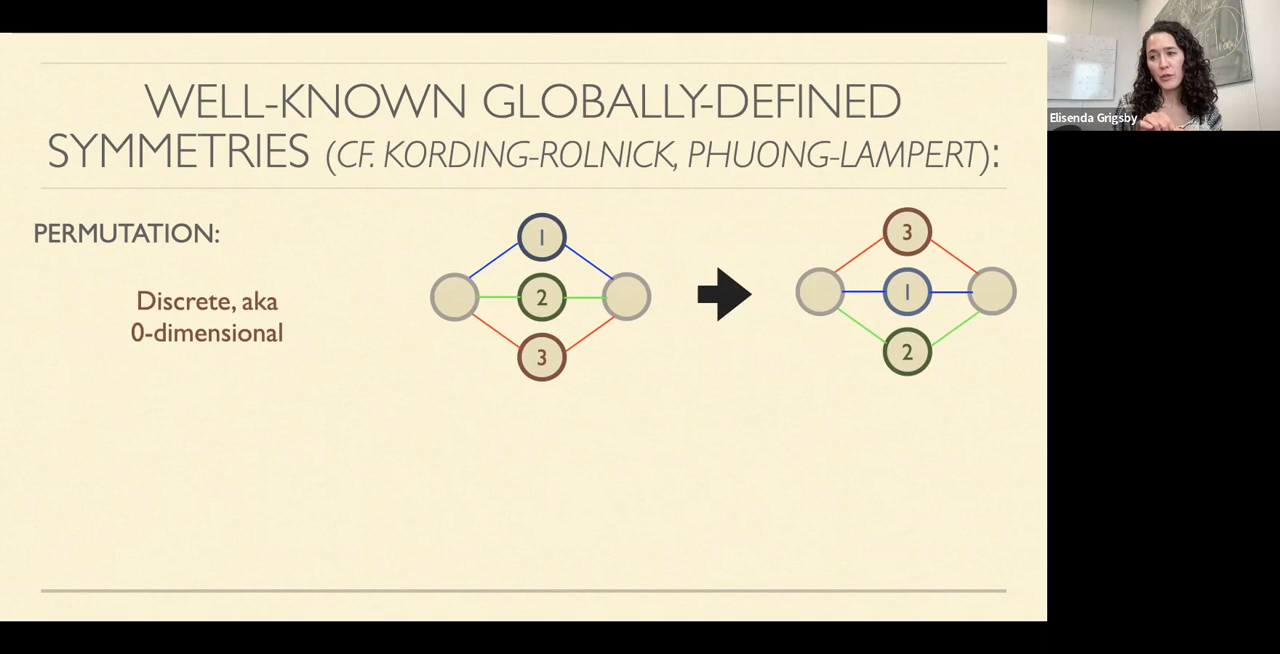 WELL-KNOWN GLOBALLY-DEFINED
SYMMETRIES (CF. KORDING-ROLNICK, PHUONG-LAMPERT):
PERMUTATION:
Discrete, aka
0-dimensional
1
2
3
3
1
2
Elisenda Grigsby